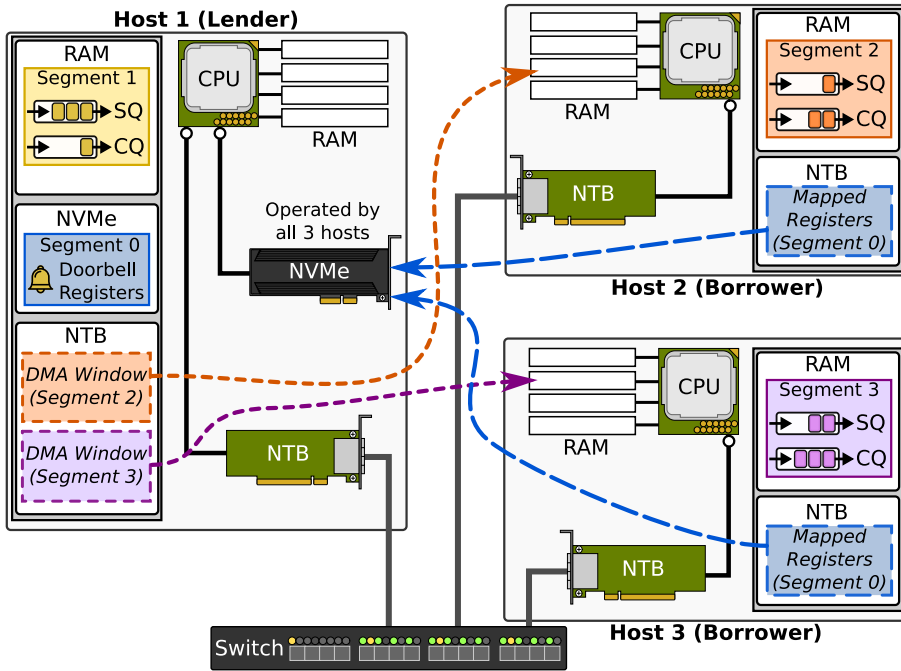 Host 1 (Lender)
RAM
Segment 1
SQ
CQ
NVMe
Segment 0
Doorbell
Registers
NTB
DMA Window
(Segment 2)
DMA Window
(Segment 3)
CPU
RAM
Operated by
all 3 hosts
NVMe
NTB
CPU
RAM
NTB
RAM
Segment 2
SQ
CQ
NTB
Mapped
Registers
(Segment 0)
Host 2 (Borrower)
CPU
RAM
NTB
RAM
Segment 3
SQ
CQ
NTB
Mapped
Registers
(Segment 0)
Host 3 (Borrower)
Switch